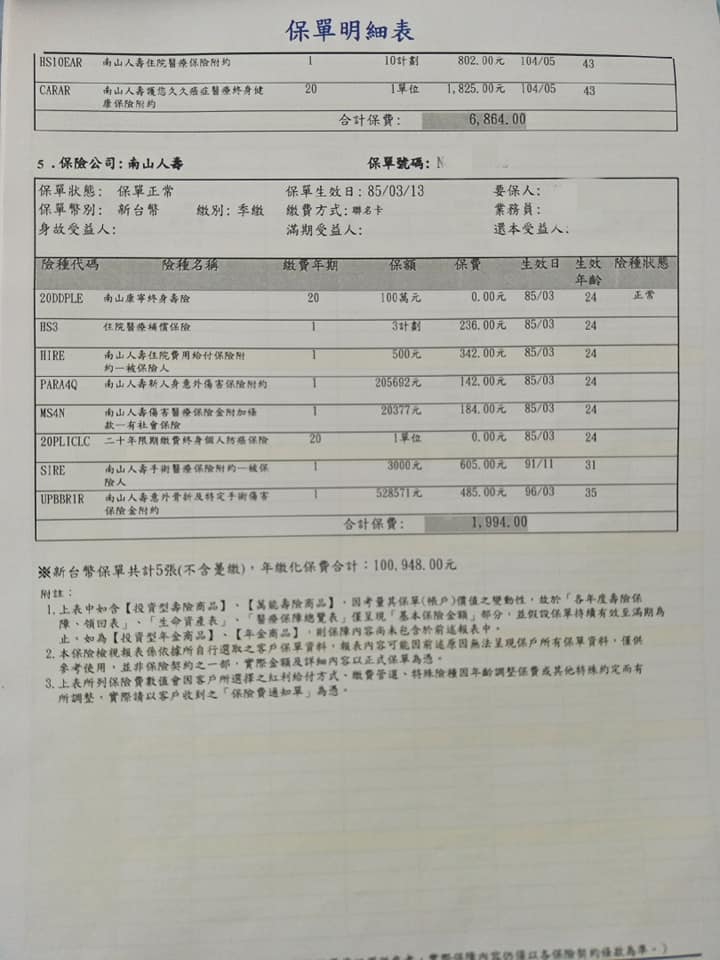 保單明細表
HS10EAR 南山人壽住院醫療保險附約 1 10計劃 802.00元 104/05 43
CARAR 南山人壽護您久久癌症醫療終身健 20 1單位 1,825.00元 104/05 43
康保險附約
合計保費: 6,864.00
5 .保險公司:南山人壽 保單號碼: N
保單狀態: 保單正常 保單生效日: 85/03/13 要保人:
保單幣別: 新台幣 繳別: 季繳 繳費方式: 聯名卡 業務員:
身故受益人: 滿期受益人: 還本受益人:
險種代碼 險種名稱 繳費年期 保額 保費 生效日 生效 險種狀態
年齡
20DDPLE 南山康寧終身壽險 20 100萬元 0.00元 85/03 24 正常
HS3 住院醫療補償保險 1 3計劃 236.00元 85/03 24
HIRE 南山人壽住院費用給付保險附 1 500元 342.00元 85/03 24
約—被保險人
PARA4Q 南山人壽新人身意外傷害保險附約 1 205692元 142.00元 85/03 24
MS4N 南山人壽傷害醫療保險金附加條 1 20377元 184.00元 85/03 24
款—有社會保險
20PLICLC 二十年限期繳費終身個人防癌保險 20 1單位 0.00元 85/03 24
SIRE 南山人壽手術醫療保險附約—被保 1 3000元 605.00元 91/11 31
險人
UPBBR1R 南山人壽意外骨折及特定手術傷害 1 528571元 485.00元 96/03 35
保險金附約
合計保費: 1,994.00
※新台幣保單共計5張(不含躉繳)，年繳化保費合計：100,948.00元
附註：
1.上表中如含【投資型壽險商品】、【萬能壽險商品】，因考量其保單(帳戶)價值之變動性，故於「各年度壽險保
障、領回表」、「生命資產表」、「醫療保障總覽表」僅呈現「基本保險金額」部分，並假設保單持續有效至滿期為
止，如為【投資型年金商品】、【年金商品】，則保障內容尚未包含於前述報表中。
2.本保險檢視報表係依據所自行選取之客戶保單資料，報表內容可能因前述原因無法呈現保戶所有保單資料，僅供
參考使用，並非保險契約之一部，實際金額及詳細內容以正式保單為憑。
3.上表所列保險費數值會因客戶所選擇之紅利給付方式、繳費管道、特殊險種因年齡調整保費或其他特殊約定而有
所調整，實際請以客戶收到之「保險費通知單」為憑。
實際保障內容仍僅以各保險契約條款為準。)